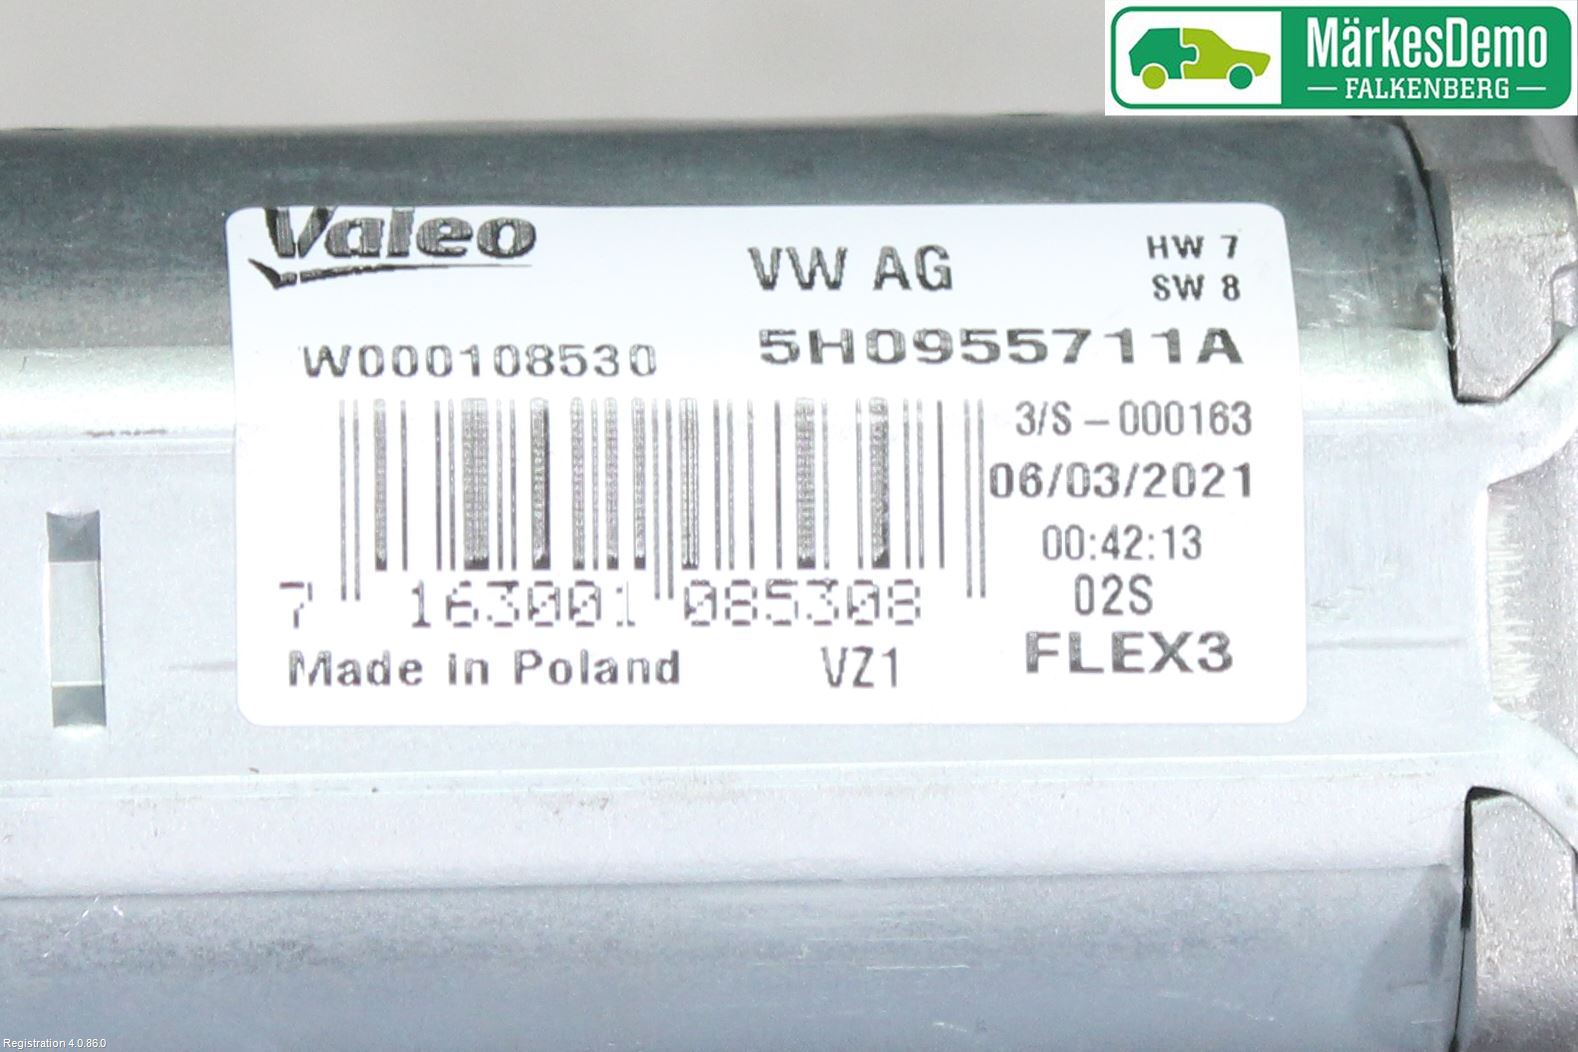 MärkesDemo
FALKENBERG
Valeo
VW AG
HW 7
SW 8
W000108530
5H0955711A
3/S - 000163
06/03/2021
00:42:13
02S
7 163001 085308
Made in Poland
VZ1
FLEX3
Registration 4.0.86.0